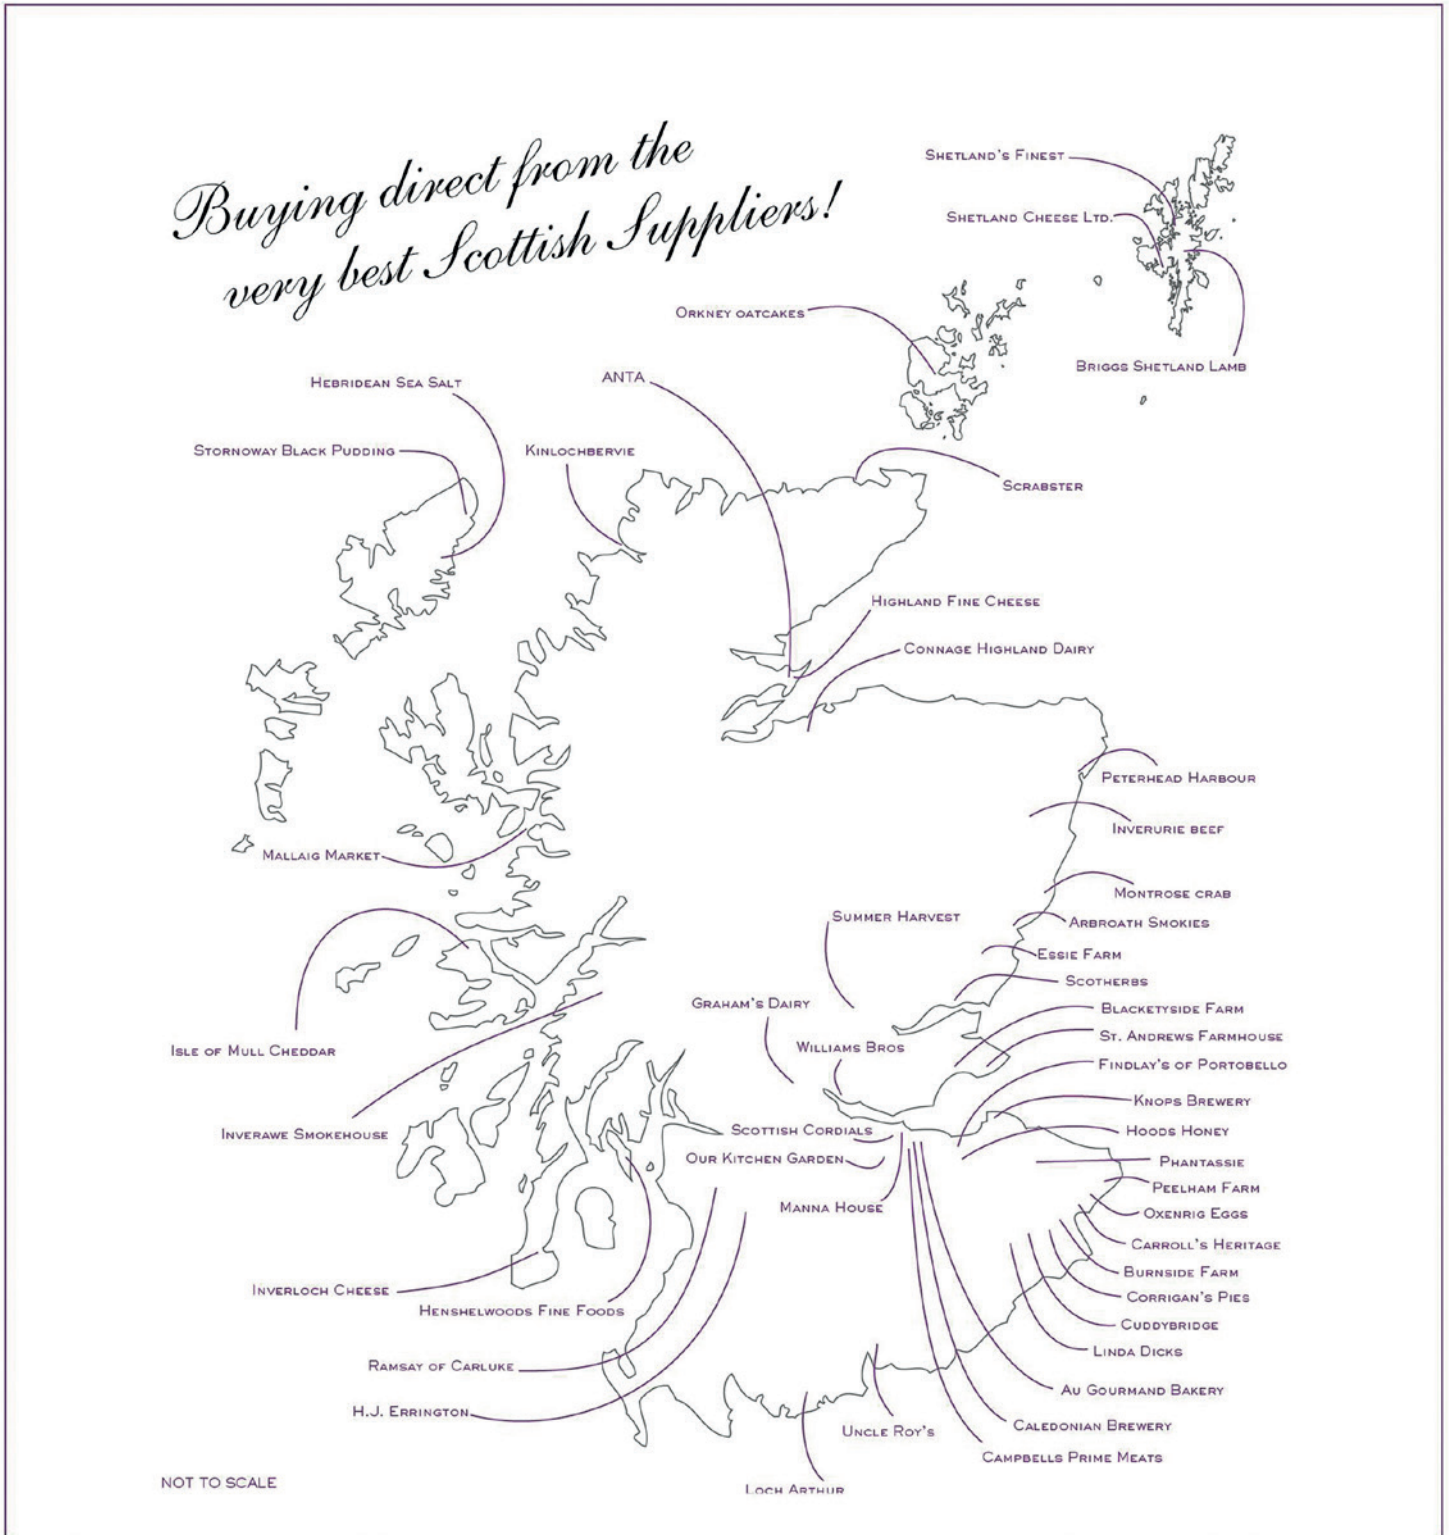 Buying direct from the
very best Scottish Suppliers!
SHETLAND'S FINEST
SHETLAND CHEESE LTD.
ORKNEY OATCAKES
BRIGGS SHETLAND LAMB
ANTA
HEBRIDEAN SEA SALT
STORNOWAY BLACK PUDDING
KINLOCHBERVIE
SCRABSTER
HIGHLAND FINE CHEESE
CONNAGE HIGHLAND DAIRY
PETERHEAD HARBOUR
INVERURIE BEEF
MALLAIG MARKET
MONTROSE CRAB
SUMMER HARVEST
ARBROATH SMOKIES
ESSIE FARM
SCOTHERBS
GRAHAM'S DAIRY
BLACKETYSIDE FARM
ST. ANDREWS FARMHOUSE
WILLIAMS BROS
ISLE OF MULL CHEDDAR
FINDLAY'S OF PORTOBELLO
KNOPS BREWERY
SCOTTISH CORDIALS
HOODS HONEY
INVERAWE SMOKEHOUSE
OUR KITCHEN GARDEN
PHANTASSIE
PEELHAM FARM
MANNA HOUSE
OXENRIG EGGS
CARROLL'S HERITAGE
BURNSIDE FARM
INVERLOCH CHEESE
CORRIGAN'S PIES
HENSHELWOODS FINE FOODS
CUDDYBRIDGE
LINDA DICKS
RAMSAY OF CARLUKE
AU GOURMAND BAKERY
H.J. ERRINGTON
CALEDONIAN BREWERY
UNCLE ROY'S
CAMPBELLS PRIME MEATS
NOT TO SCALE
LOCH ARTHUR